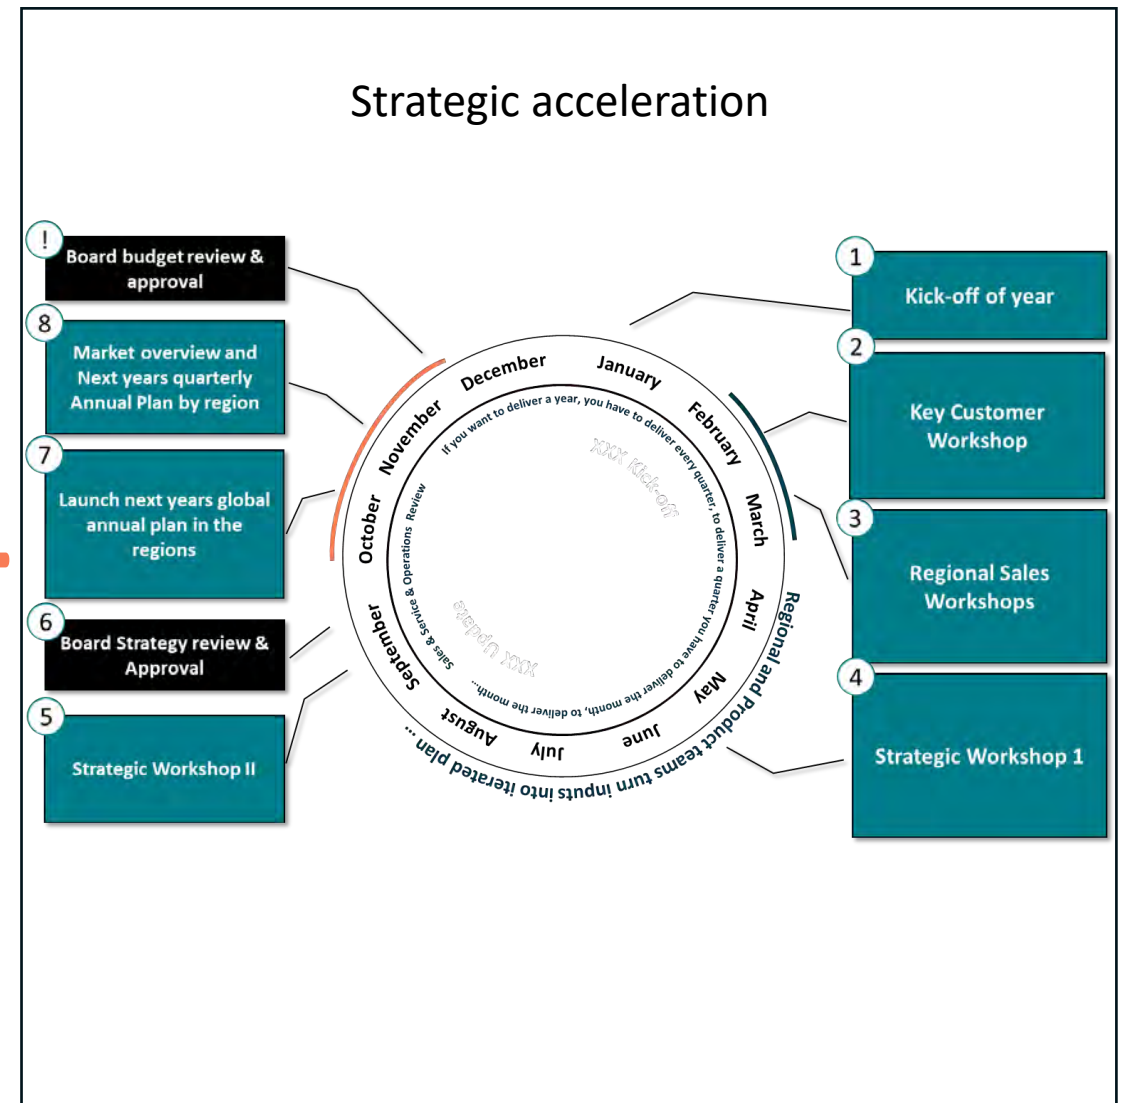 Strategic acceleration
!
Board budget review &
approval
8
Market overview and
Next years quarterly
Annual Plan by region
7
Launch next years global
annual plan in the
regions
6
Board Strategy review &
Approval
5
Strategic Workshop II
1
Kick-off of year
2
Key Customer
Workshop
3
Regional Sales
Workshops
4
Strategic Workshop 1
January
February
March
April
May
June
July
August
September
October
November
December
If you want to deliver a year, you have to deliver every quarter, to deliver a quarter you have to deliver the month, to deliver the month....
Sales & Service & Operations Review
XXX Kick-off
XXX Update
Regional and Product teams turn inputs into iterated plan ...